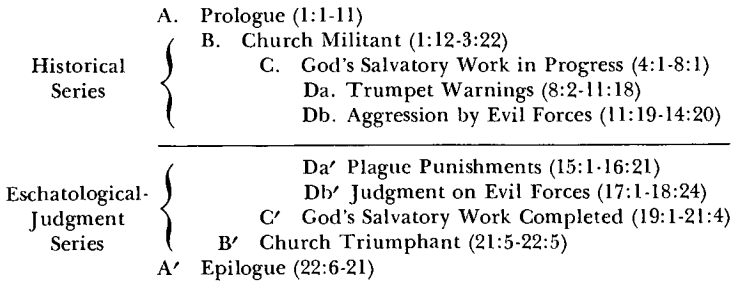 A. Prologue (1:1-11)
B. Church Militant (1:12-3:22)
Historical Series
C. God's Salvatory Work in Progress (4:1-8:1)
Da. Trumpet Warnings (8:2-11:18)
Db. Aggression by Evil Forces (11:19-14:20)
Eschatological-Judgment Series
Da′ Plague Punishments (15:1-16:21)
Db′ Judgment on Evil Forces (17:1-18:24)
C′ God's Salvatory Work Completed (19:1-21:4)
B′ Church Triumphant (21:5-22:5)
A′ Epilogue (22:6-21)